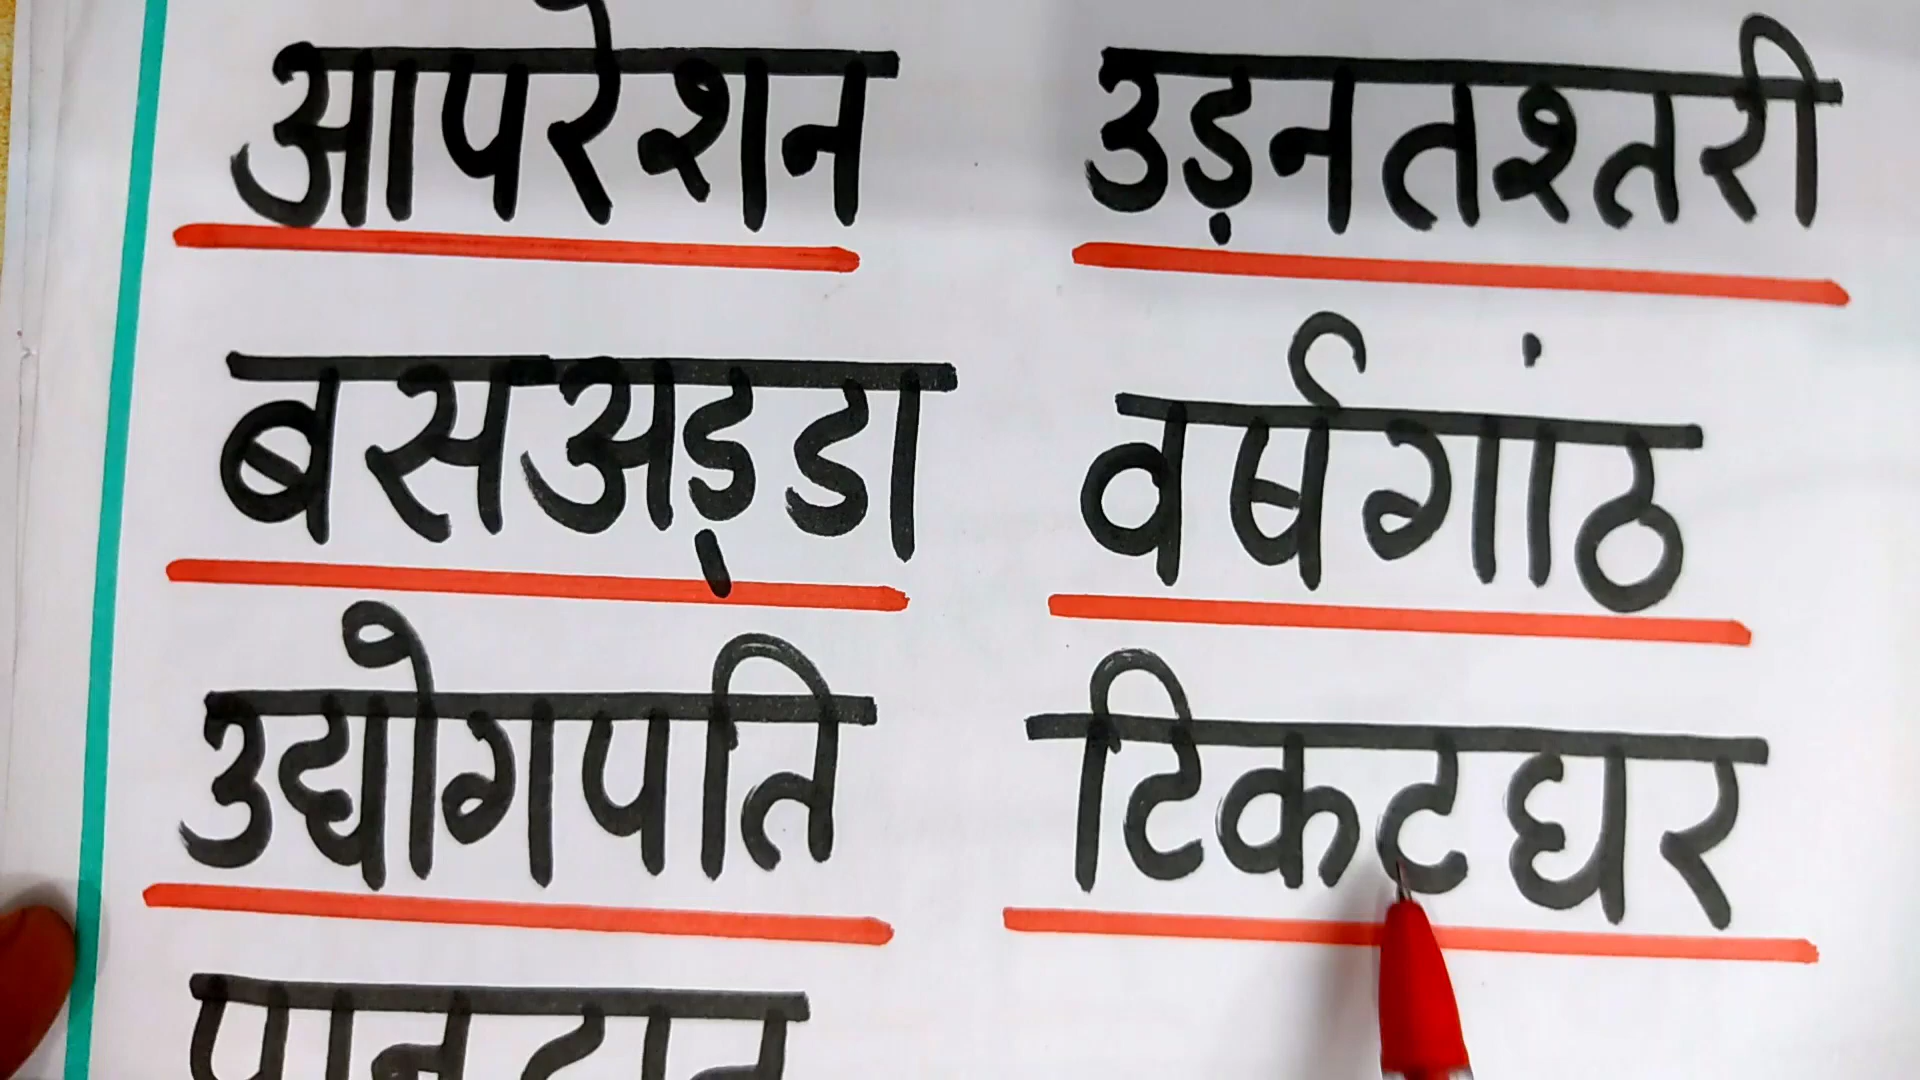 आपरेशन उड़नतश्तरी
बसअड्डा वर्षगांठ
उद्योगपति टिकटघर